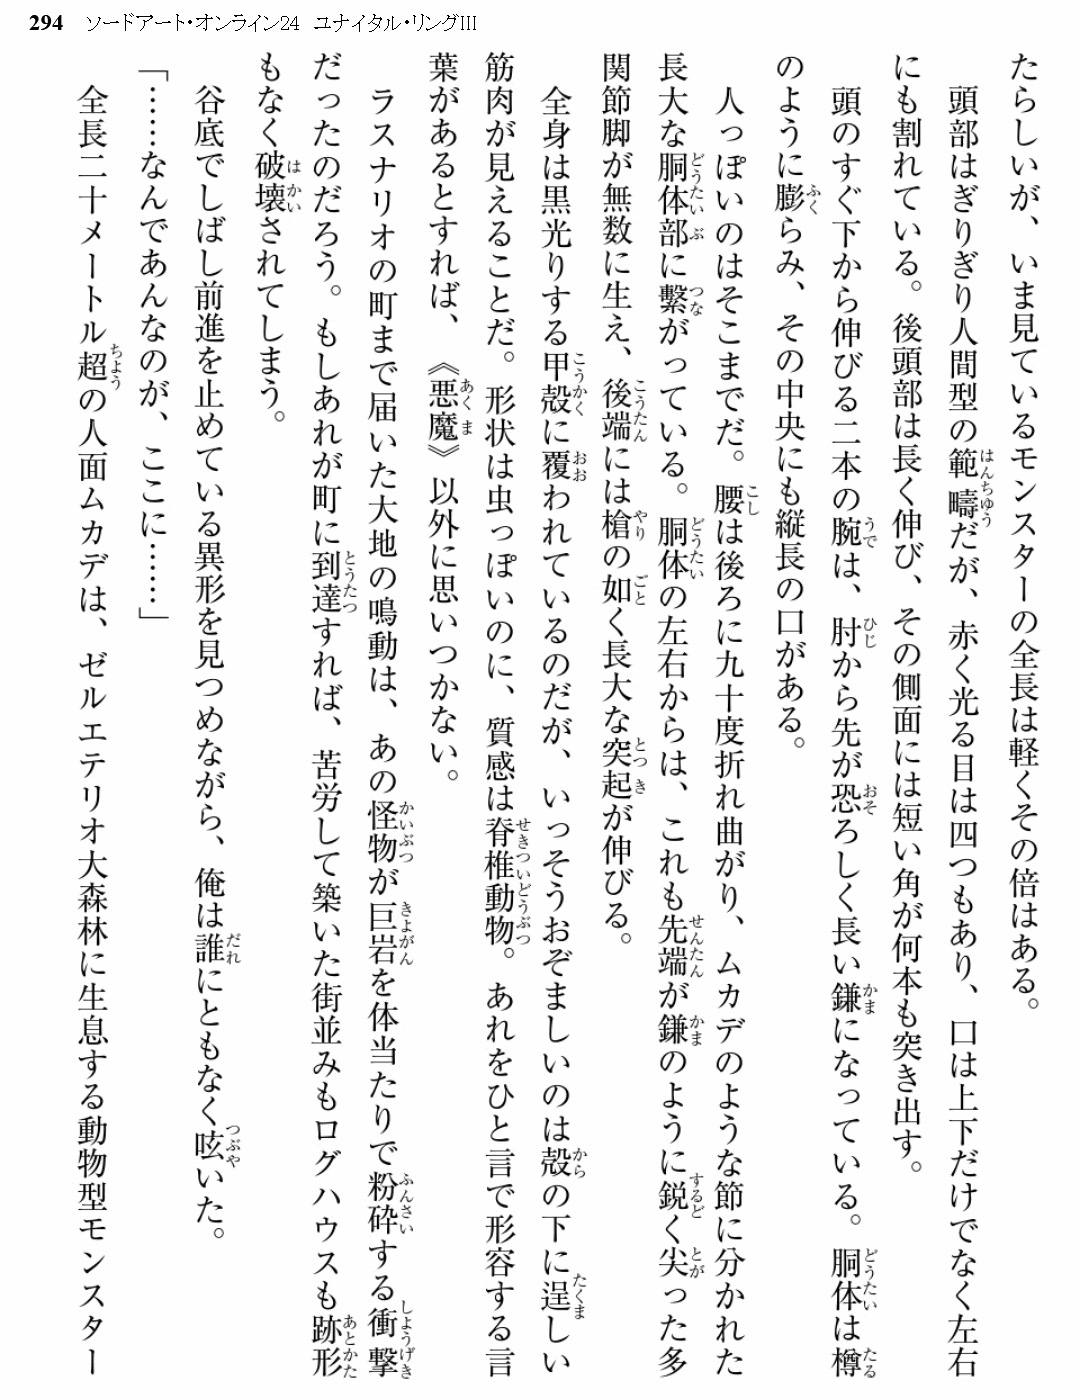 294 ソードアート・オンライン24 ユナイタル・リングIII
たらしいが、いま見ているモンスターの全長は軽くその倍はある。
頭部はぎりぎり人間型の範疇だが、赤く光る目は四つもあり、口は上下だけでなく左右
にも割れている。後頭部は長く伸び、その側面には短い角が何本も突き出す。
頭のすぐ下から伸びる二本の腕は、肘から先が恐ろしく長い鎌になっている。胴体は樽
のように膨らみ、その中央にも縦長の口がある。
人っぽいのはそこまでだ。腰は後ろに九十度折れ曲がり、ムカデのような節に分かれた
長大な胴体部に繫がっている。胴体の左右からは、これも先端が鎌のように鋭く尖った多
関節脚が無数に生え、後端には槍の如く長大な突起が伸びる。
全身は黒光りする甲殻に覆われているのだが、いっそうおぞましいのは殻の下に逞しい
筋肉が見えることだ。形状は虫っぽいのに、質感は脊椎動物。あれをひと言で形容する言
葉があるとすれば、《悪魔》以外に思いつかない。
ラスナリオの町まで届いた大地の鳴動は、あの怪物が巨岩を体当たりで粉砕する衝撃
だったのだろう。もしあれが町に到達すれば、苦労して築いた街並みもログハウスも跡形
もなく破壊されてしまう。
谷底でしばし前進を止めている異形を見つめながら、俺は誰にともなく呟いた。
「……なんであんなのが、ここに……」
全長二十メートル超の人面ムカデは、ゼルエテリオ大森林に生息する動物型モンスター